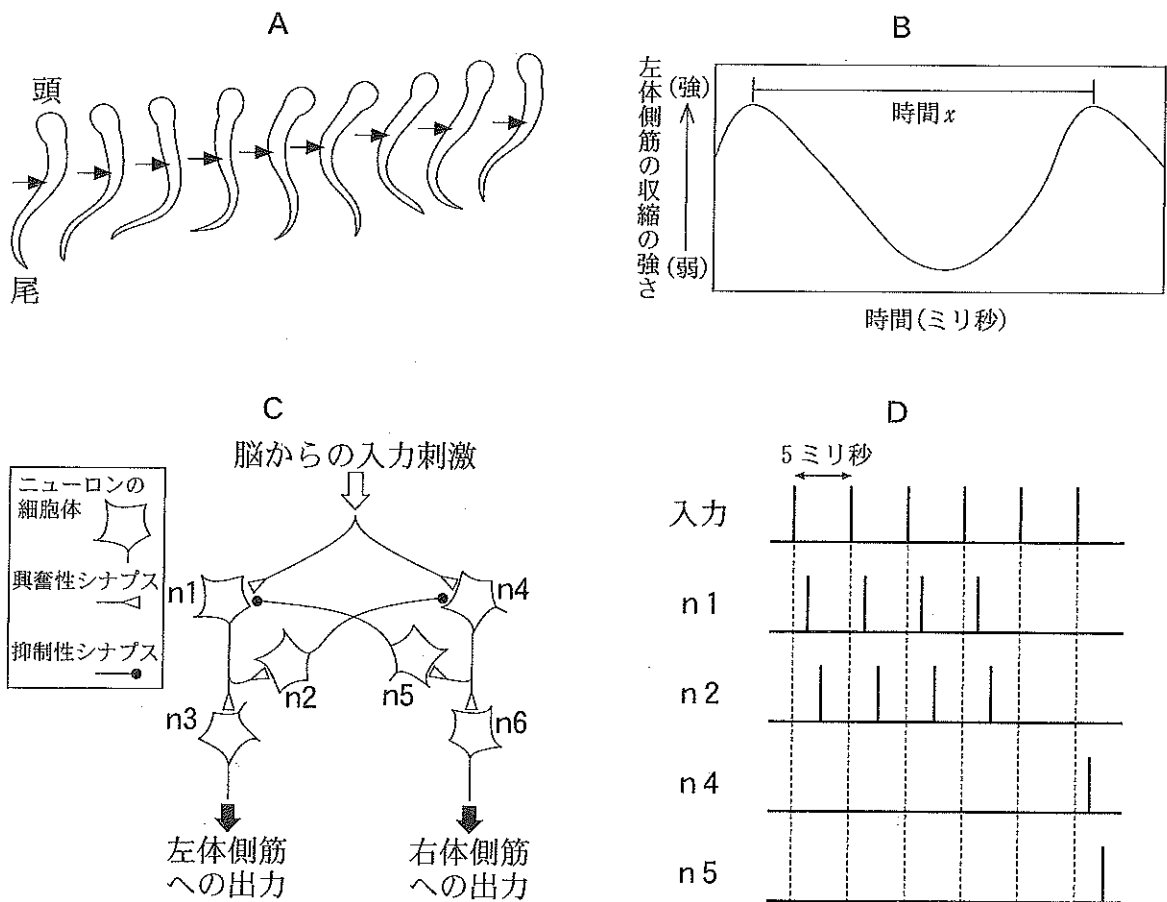 A
頭
尾
B
左体側筋の収縮の強さ
(強)
(弱)
時間x
時間(ミリ秒)
C
脳からの入力刺激
ニューロンの
細胞体
興奮性シナプス
抑制性シナプス
n1
n4
n2
n5
n3
n6
左体側筋
への出力
右体側筋
への出力
D
5ミリ秒
入力
n1
n2
n4
n5